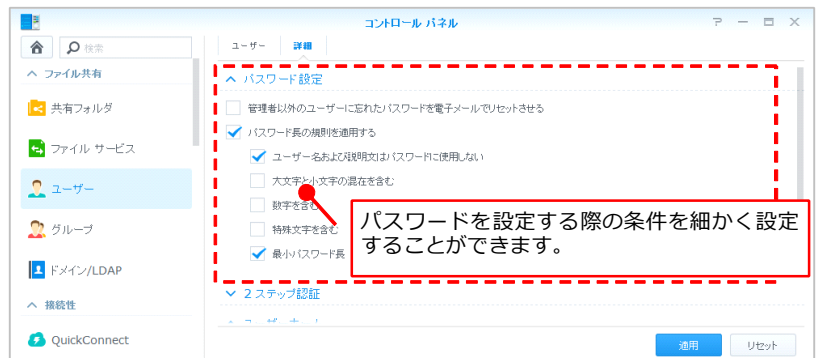 コントロール パネル
検索
ユーザー 詳細
ファイル共有
共有フォルダ
ファイル サービス
ユーザー
グループ
ドメイン/LDAP
接続性
QuickConnect
パスワード設定
管理者以外のユーザーに忘れたパスワードを電子メールでリセットさせる
パスワード長の規則を適用する
ユーザー名および説明文はパスワードに使用しない
大文字と小文字の混在を含む
数字を含む
特殊文字を含む
最小パスワード長
パスワードを設定する際の条件を細かく設定
することができます。
2 ステップ認証
適用 リセット